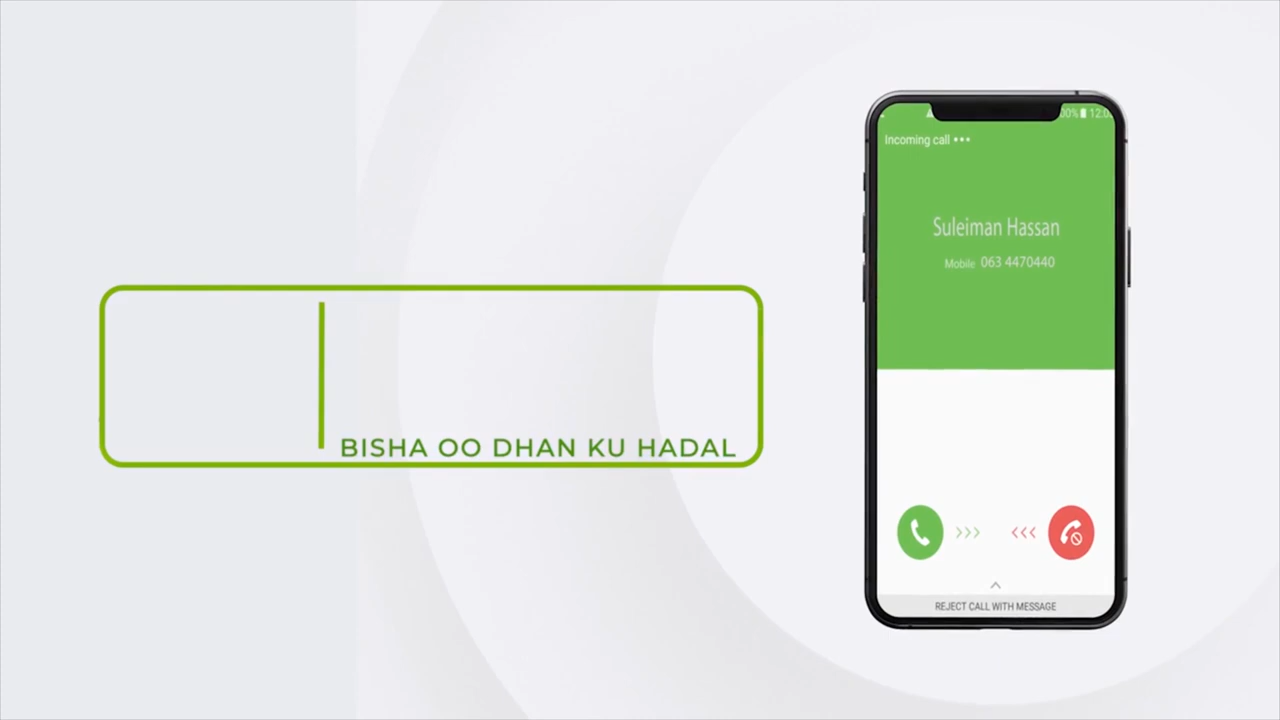 Incoming call •••
Suleiman Hassan
Mobile 063 4470440
BISHA OO DHAN KU HADAL
REJECT CALL WITH MESSAGE